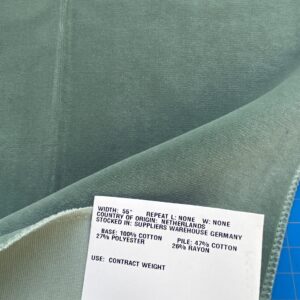 WIDTH: 56" REPEAT L: NONE W: NONE
COUNTRY OF ORIGIN: NETHERLANDS
STOCKED IN: SUPPLIERS WAREHOUSE GERMANY
BASE: 100% COTTON PILE: 47% COTTON
27% POLYESTER 26% RAYON
USE: CONTRACT WEIGHT